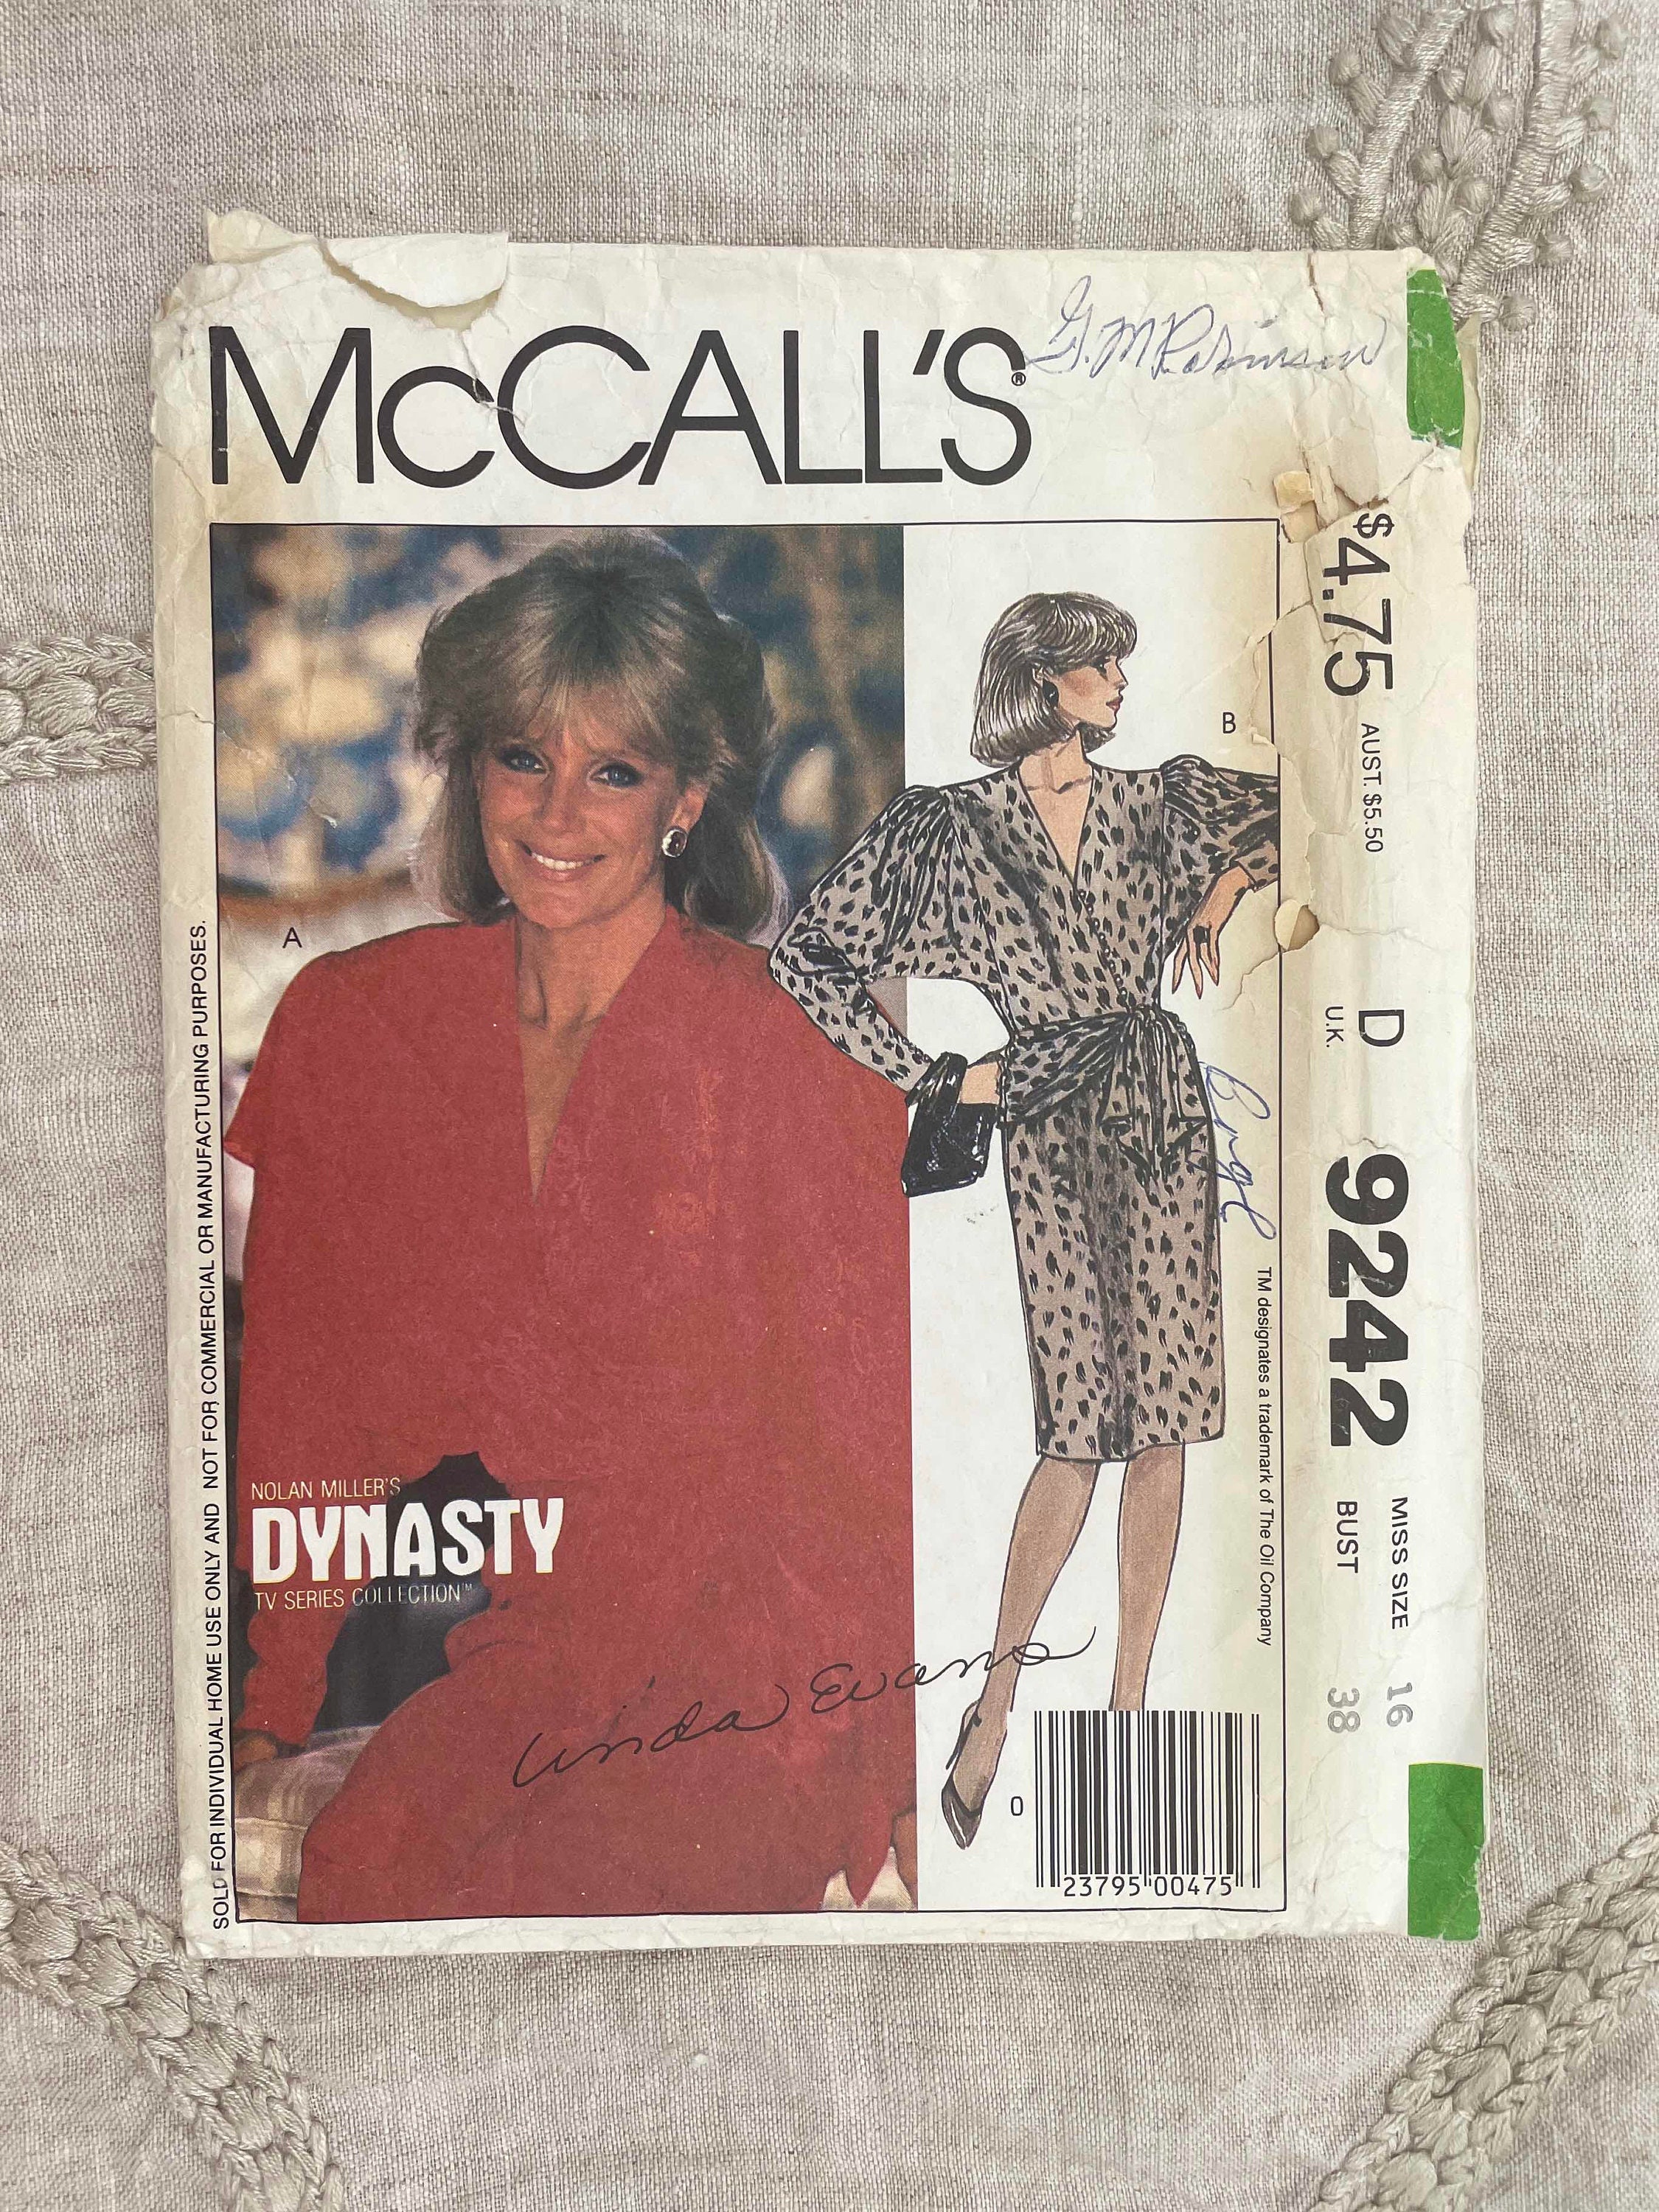 McCALL'S®
G. M Robinson
$4.75
AUST. $5.50
D
U.K.
9242
MISS SIZE 16
BUST 38
A
B
NOLAN MILLER'S
DYNASTY
TV SERIES COLLECTION™
Linda Evans
TM designates a trademark of The Oil Company
0
23795 00475
SOLD FOR INDIVIDUAL HOME USE ONLY AND NOT FOR COMMERCIAL OR MANUFACTURING PURPOSES.